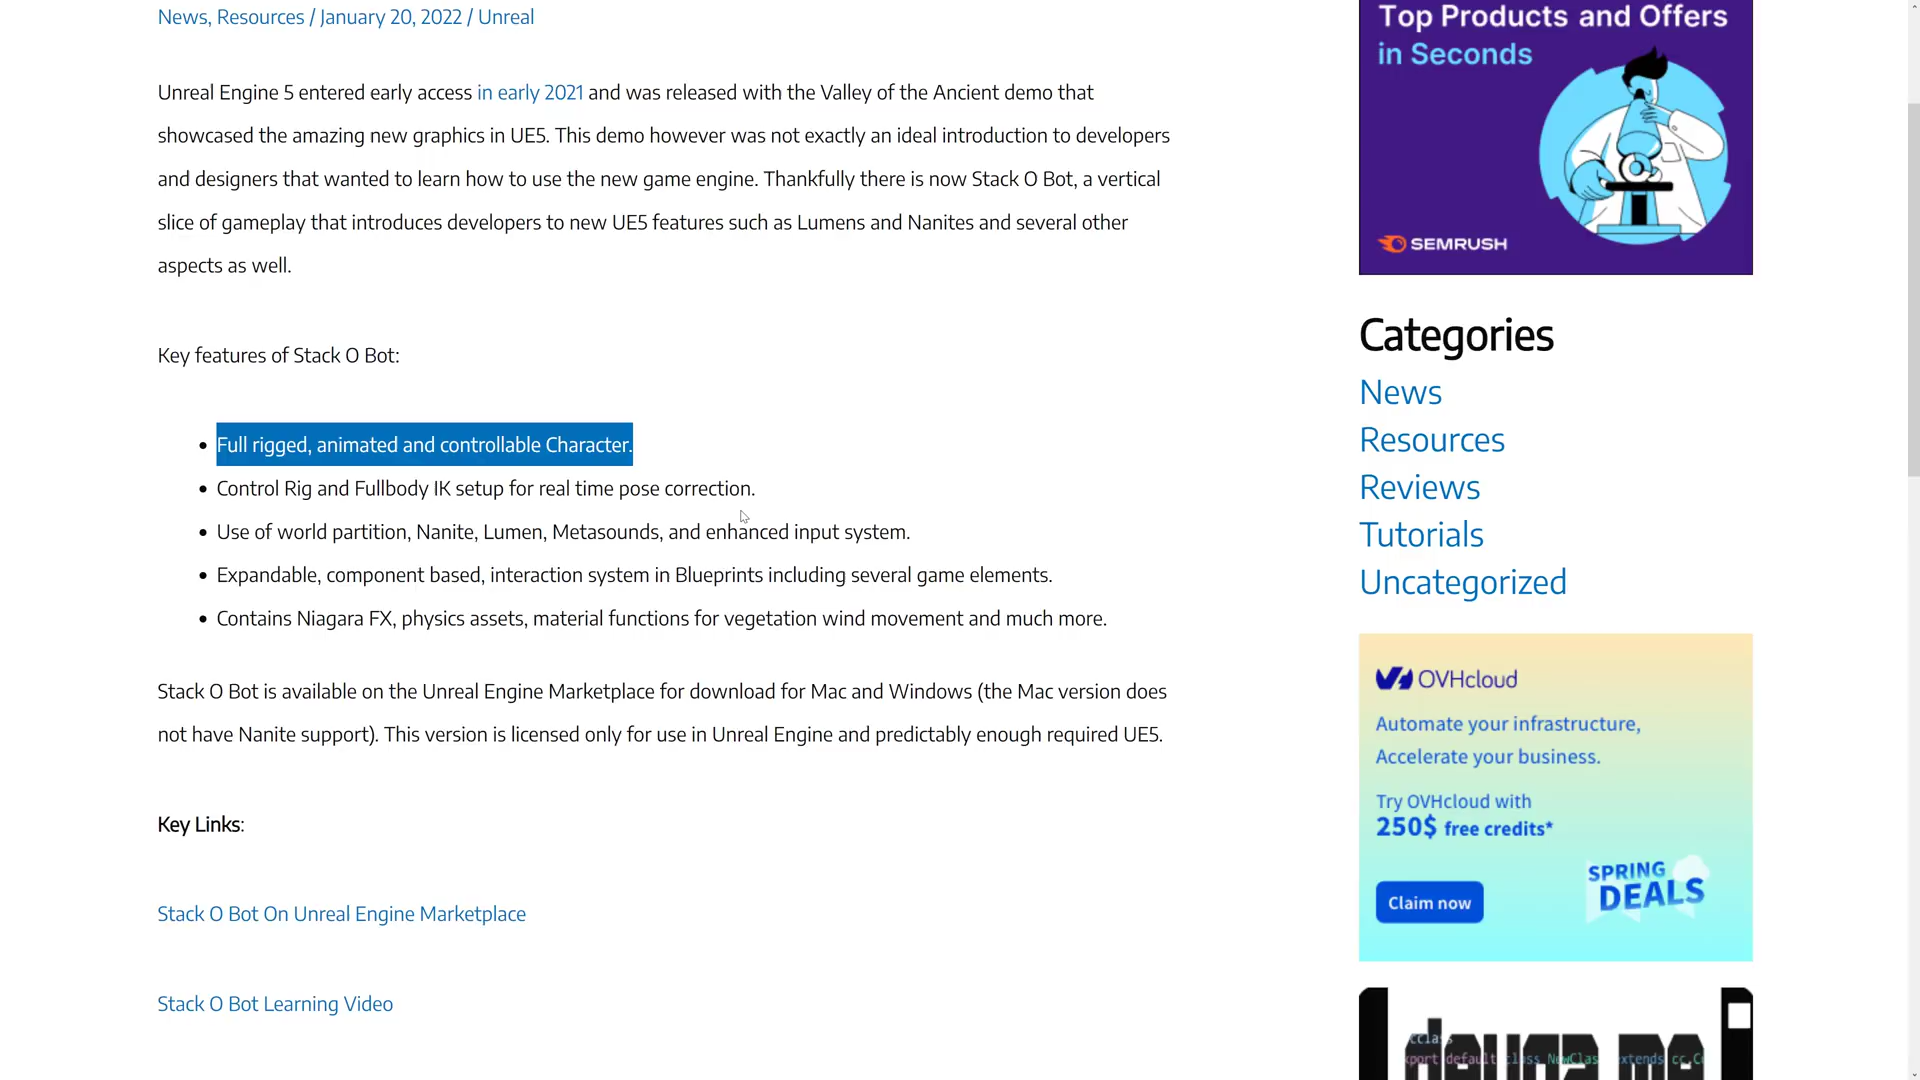 News, Resources / January 20, 2022 / Unreal
Unreal Engine 5 entered early access in early 2021 and was released with the Valley of the Ancient demo that
showcased the amazing new graphics in UE5. This demo however was not exactly an ideal introduction to developers
and designers that wanted to learn how to use the new game engine. Thankfully there is now Stack O Bot, a vertical
slice of gameplay that introduces developers to new UE5 features such as Lumens and Nanites and several other
aspects as well.
Key features of Stack O Bot:
Full rigged, animated and controllable Character.
Control Rig and Fullbody IK setup for real time pose correction.
Use of world partition, Nanite, Lumen, Metasounds, and enhanced input system.
Expandable, component based, interaction system in Blueprints including several game elements.
Contains Niagara FX, physics assets, material functions for vegetation wind movement and much more.
Stack O Bot is available on the Unreal Engine Marketplace for download for Mac and Windows (the Mac version does
not have Nanite support). This version is licensed only for use in Unreal Engine and predictably enough required UE5.
Key Links:
Stack O Bot On Unreal Engine Marketplace
Stack O Bot Learning Video
Top Products and Offers
in Seconds
SEMRUSH
Categories
News
Resources
Reviews
Tutorials
Uncategorized
OVHcloud
Automate your infrastructure,
Accelerate your business.
Try OVHcloud with
250$ free credits*
SPRING
DEALS
Claim now
default